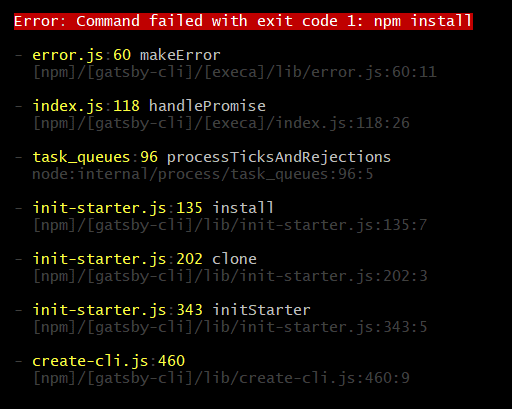 Error: Command failed with exit code 1: npm install
- error.js:60 makeError
[npm]/[gatsby-cli]/[execa]/lib/error.js:60:11
- index.js:118 handlePromise
[npm]/[gatsby-cli]/[execa]/index.js:118:26
- task_queues:96 processTicksAndRejections
node:internal/process/task_queues:96:5
- init-starter.js:135 install
[npm]/[gatsby-cli]/lib/init-starter.js:135:7
- init-starter.js:202 clone
[npm]/[gatsby-cli]/lib/init-starter.js:202:3
- init-starter.js:343 initStarter
[npm]/[gatsby-cli]/lib/init-starter.js:343:5
- create-cli.js:460
[npm]/[gatsby-cli]/lib/create-cli.js:460:9